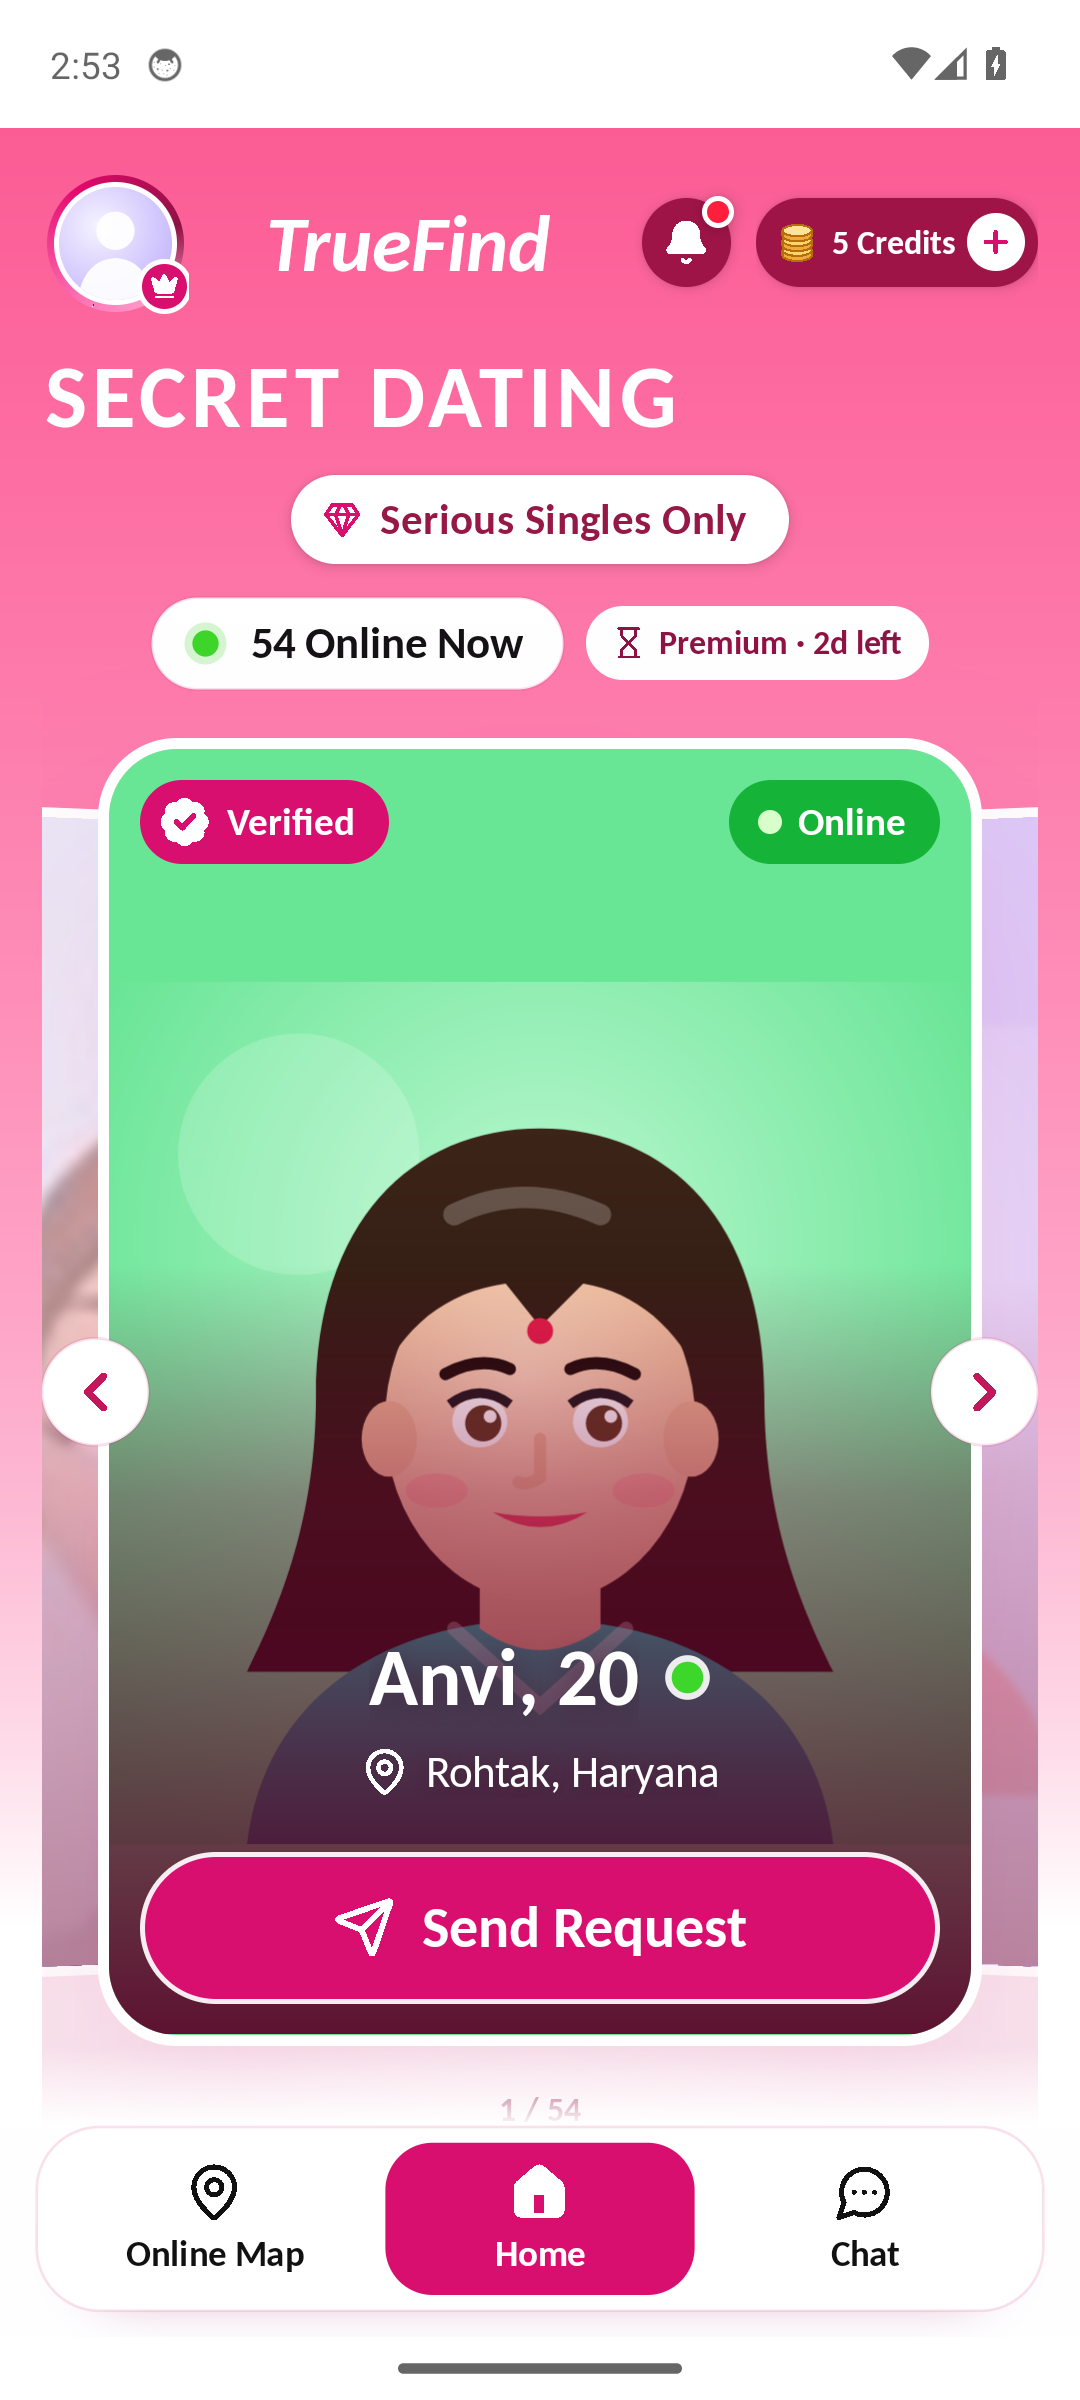 2:53
TrueFind
5 Credits
SECRET DATING
Serious Singles Only
54 Online Now
Premium · 2d left
Verified
Online
Anvi, 20
Rohtak, Haryana
Send Request
1 / 54
Online Map
Home
Chat